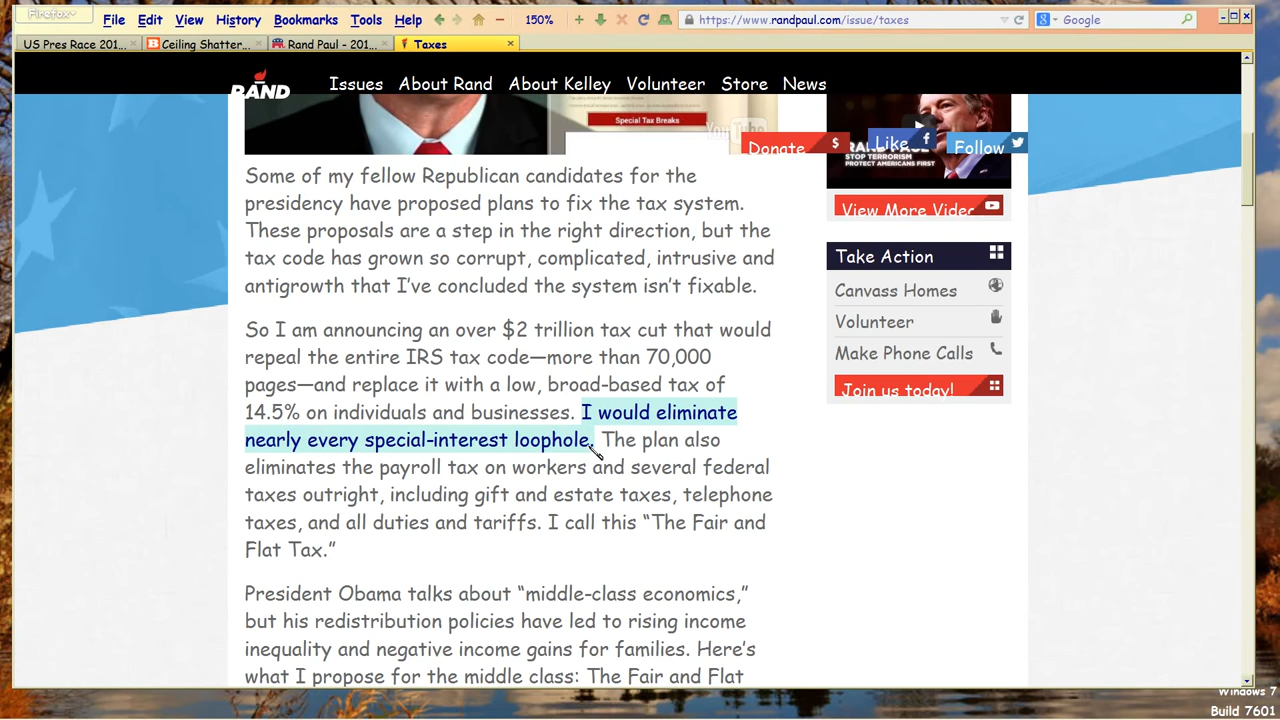 Firefox
File Edit View History Bookmarks Tools Help
150%
https://www.randpaul.com/issue/taxes
Google
US Pres Race 201...
Ceiling Shatter...
Rand Paul - 201...
Taxes
RAND
Issues About Rand About Kelley Volunteer Store News
Special Tax Breaks
YouTube
Donate $
Like f
Follow
RAND PAUL
STOP TERRORISM
PROTECT AMERICANS FIRST
View More Videos
Some of my fellow Republican candidates for the
presidency have proposed plans to fix the tax system.
These proposals are a step in the right direction, but the
tax code has grown so corrupt, complicated, intrusive and
antigrowth that I've concluded the system isn't fixable.
So I am announcing an over $2 trillion tax cut that would
repeal the entire IRS tax code—more than 70,000
pages—and replace it with a low, broad-based tax of
14.5% on individuals and businesses. I would eliminate
nearly every special-interest loophole. The plan also
eliminates the payroll tax on workers and several federal
taxes outright, including gift and estate taxes, telephone
taxes, and all duties and tariffs. I call this “The Fair and
Flat Tax.”
President Obama talks about “middle-class economics,”
but his redistribution policies have led to rising income
inequality and negative income gains for families. Here's
what I propose for the middle class: The Fair and Flat
Take Action
Canvass Homes
Volunteer
Make Phone Calls
Join us today!
Windows 7
Build 7601